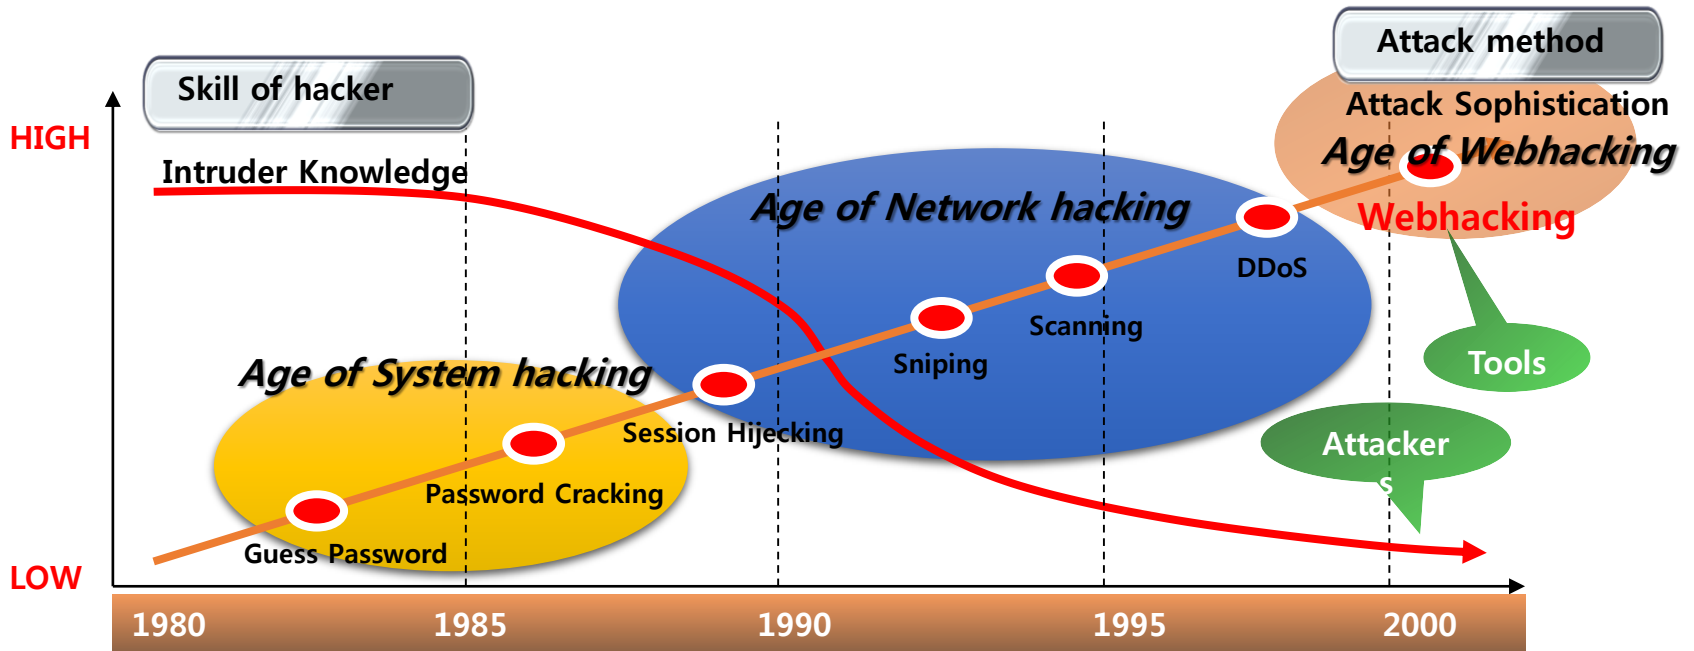 Skill of hacker
Attack method
HIGH
Attack Sophistication
Intruder Knowledge
Age of Webhacking
Age of Network hacking
Webhacking
DDoS
Scanning
Sniping
Tools
Age of System hacking
Session Hijecking
Attacker
s
Password Cracking
Guess Password
LOW
1980
1985
1990
1995
2000